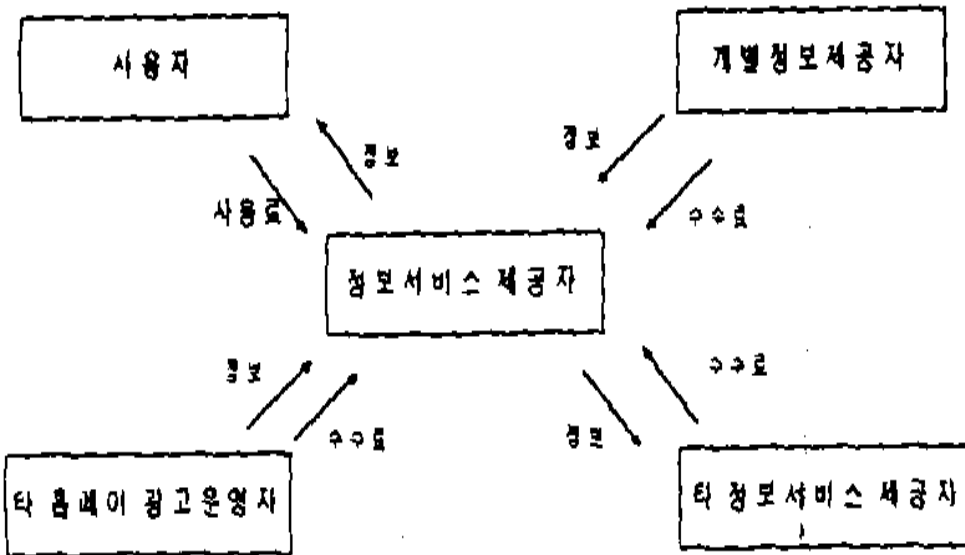 사용자
개별정보제공자
정보
정보
사용료
수수료
정보서비스 제공자
정보
수수료
수수료
정보
타 홈페이 광고운영자
타 정보서비스 제공자